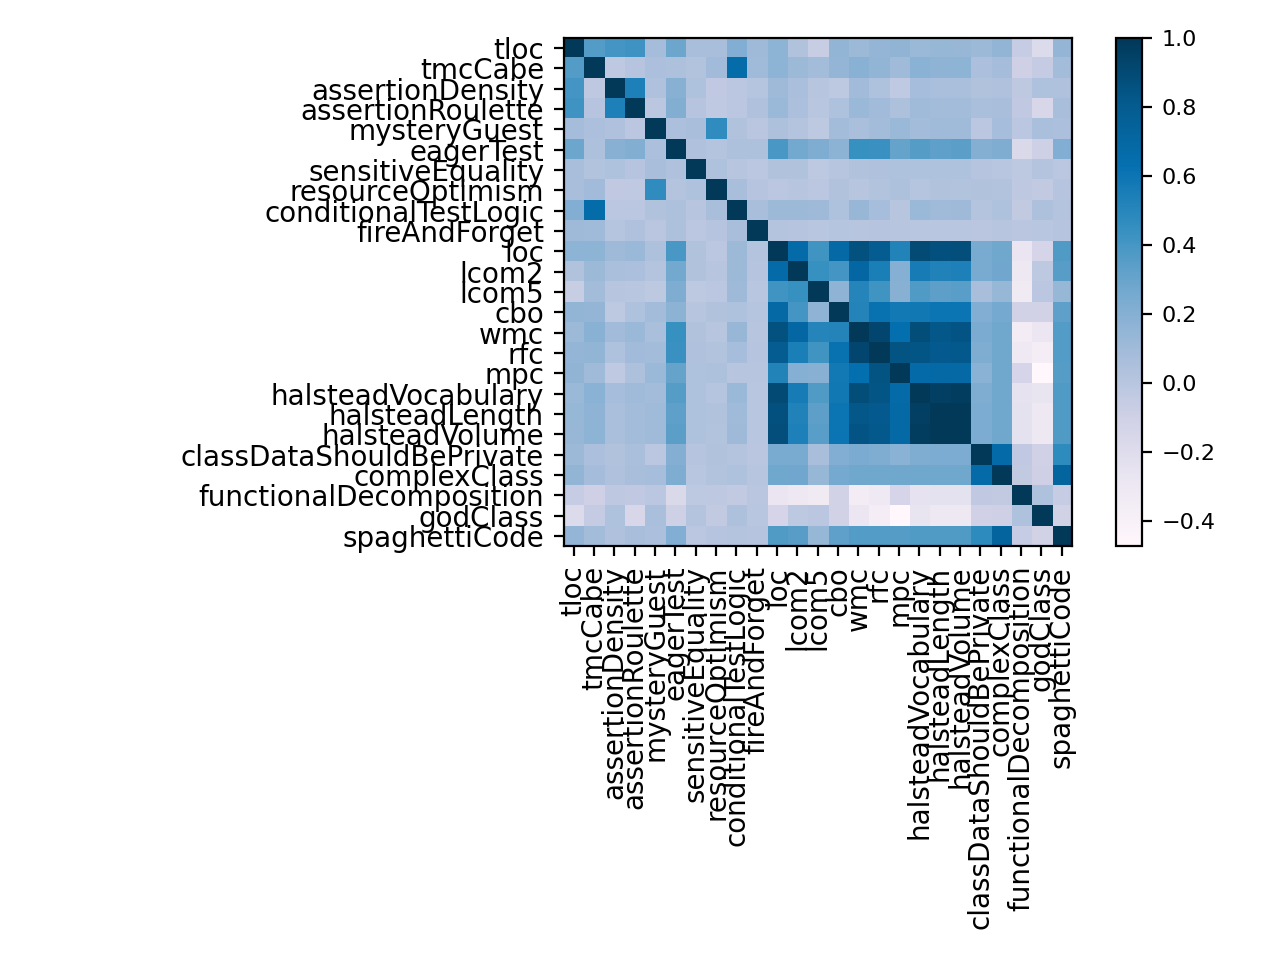 tloc
tmcCabe
assertionDensity
assertionRoulette
mysteryGuest
eagerTest
sensitiveEquality
resourceOptimism
conditionalTestLogic
fireAndForget
loc
lcom2
lcom5
cbo
wmc
rfc
mpc
halsteadVocabulary
halsteadLength
halsteadVolume
classDataShouldBePrivate
complexClass
functionalDecomposition
godClass
spaghettiCode
tloc
tmcCabe
assertionDensity
assertionRoulette
mysteryGuest
eagerTest
sensitiveEquality
resourceOptimism
conditionalTestLogic
fireAndForget
loc
lcom2
lcom5
cbo
wmc
rfc
mpc
halsteadVocabulary
halsteadLength
halsteadVolume
classDataShouldBePrivate
complexClass
functionalDecomposition
godClass
spaghettiCode
1.0
0.8
0.6
0.4
0.2
0.0
−0.2
−0.4